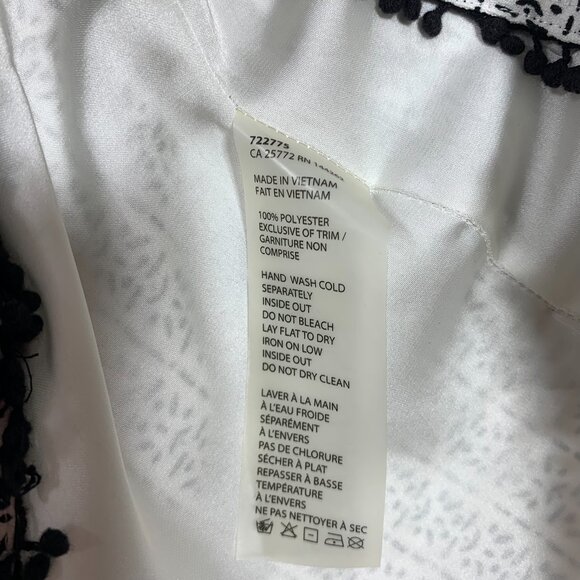 722775
CA 25772 RN
MADE IN VIETNAM
FAIT EN VIETNAM
100% POLYESTER
EXCLUSIVE OF TRIM /
GARNITURE NON
COMPRISE
HAND WASH COLD
SEPARATELY
INSIDE OUT
DO NOT BLEACH
LAY FLAT TO DRY
IRON ON LOW
INSIDE OUT
DO NOT DRY CLEAN
LAVER À LA MAIN
À L'EAU FROIDE
SÉPARÉMENT
À L'ENVERS
PAS DE CHLORURE
SÉCHER À PLAT
REPASSER À BASSE
TEMPÉRATURE
À L'ENVERS
NE PAS NETTOYER À SEC